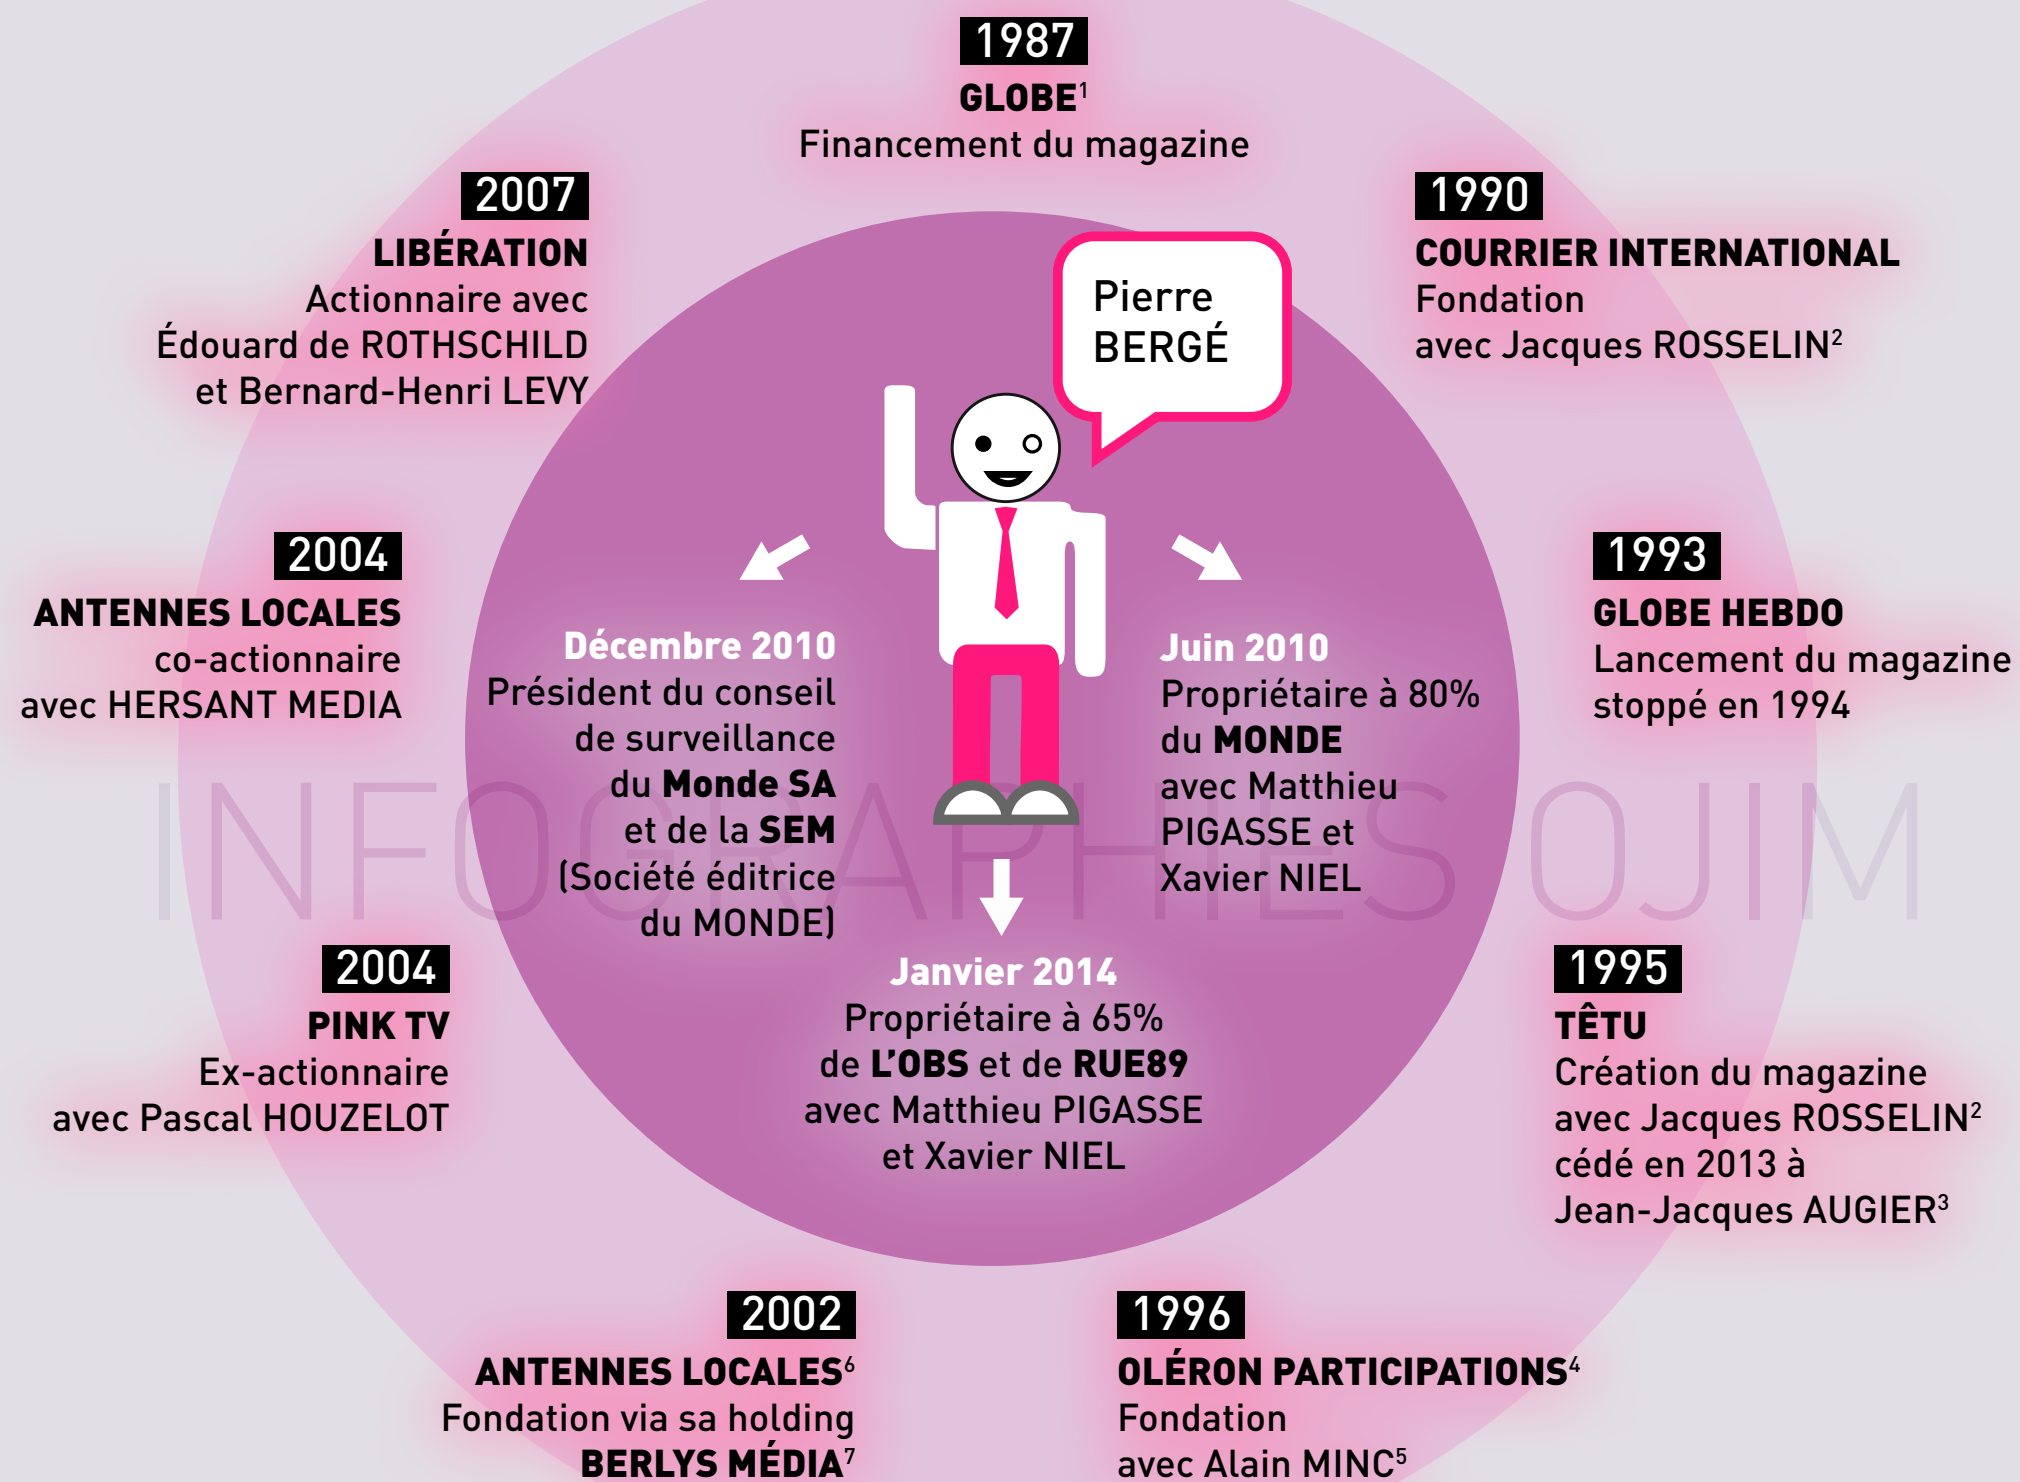 1987
GLOBE¹
Financement du magazine
1990
COURRIER INTERNATIONAL
Fondation
avec Jacques ROSSELIN²
1993
GLOBE HEBDO
Lancement du magazine
stoppé en 1994
1995
TÊTU
Création du magazine
avec Jacques ROSSELIN²
cédé en 2013 à
Jean-Jacques AUGIER³
1996
OLÉRON PARTICIPATIONS⁴
Fondation
avec Alain MINC⁵
2002
ANTENNES LOCALES⁶
Fondation via sa holding
BERLYS MÉDIA⁷
2004
PINK TV
Ex-actionnaire
avec Pascal HOUZELOT
2004
ANTENNES LOCALES
co-actionnaire
avec HERSANT MEDIA
2007
LIBÉRATION
Actionnaire avec
Édouard de ROTHSCHILD
et Bernard-Henri LEVY
Pierre
BERGÉ
Juin 2010
Propriétaire à 80%
du MONDE
avec Matthieu
PIGASSE et
Xavier NIEL
Décembre 2010
Président du conseil
de surveillance
du Monde SA
et de la SEM
(Société éditrice
du MONDE)
Janvier 2014
Propriétaire à 65%
de L'OBS et de RUE89
avec Matthieu PIGASSE
et Xavier NIEL
INFOGRAPHIES OJIM